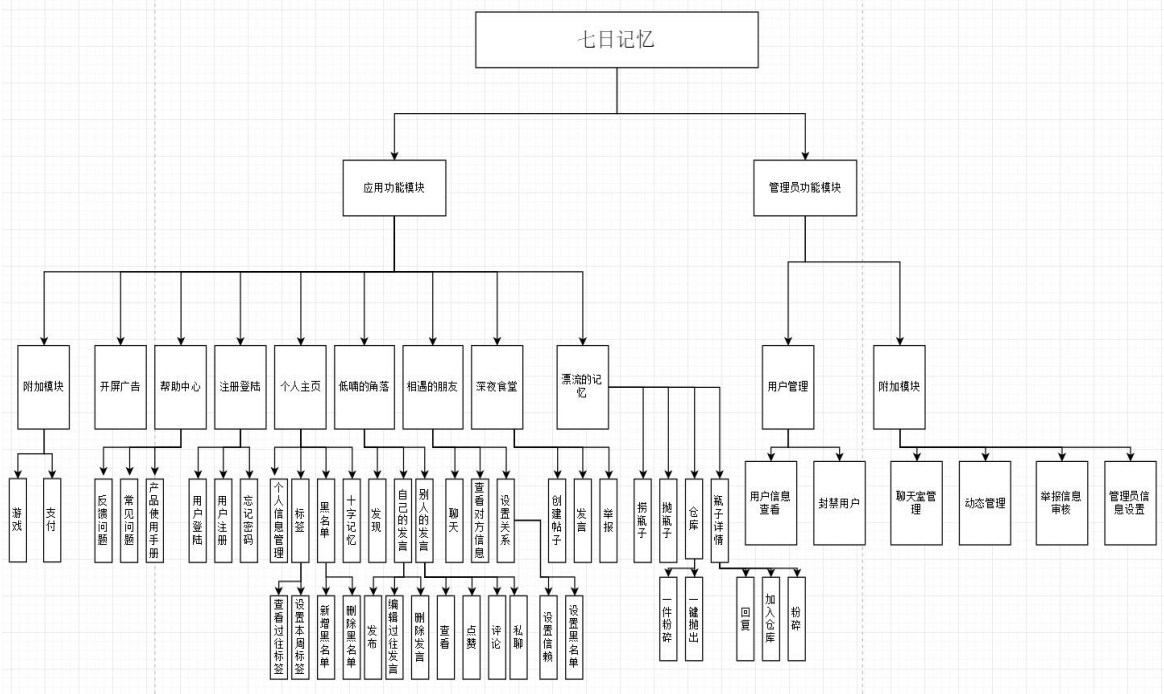 七日记忆
应用功能模块
管理员功能模块
附加模块
开屏广告
帮助中心
注册登陆
个人主页
低喃的角落
相遇的朋友
深夜食堂
漂流的记
忆
用户管理
附加模块
游戏
支付
反馈问题
常见问题
产品使用手册
用户登陆
用户注册
忘记密码
个人信息管理
标签
黑名单
十字记忆
发现
自己的发言
别人的发言
聊天
查看对方信息
设置关系
创建帖子
发言
举报
捞瓶子
抛瓶子
仓库
瓶子详情
用户信息
查看
封禁用户
聊天室管
理
动态管理
举报信息
审核
管理员信
息设置
查看过往标签
设置本周标签
新增黑名单
删除黑名单
发布
编辑过往发言
删除发言
查看
点赞
评论
私聊
设置信赖
设置黑名单
一件粉碎
一键抛出
回复
加入仓库
粉碎